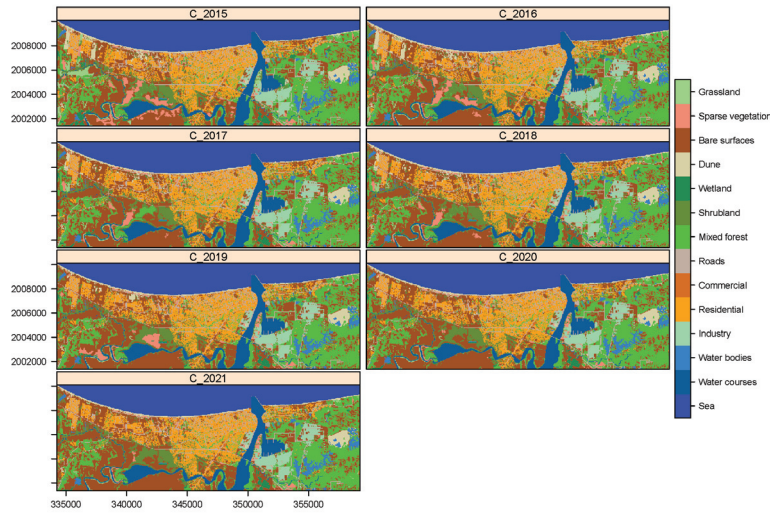 C_2015
C_2016
2008000
2006000
2004000
2002000
C_2017
C_2018
C_2019
C_2020
2008000
2006000
2004000
2002000
C_2021
335000
340000
345000
350000
355000
Grassland
Sparse vegetation
Bare surfaces
Dune
Wetland
Shrubland
Mixed forest
Roads
Commercial
Residential
Industry
Water bodies
Water courses
Sea